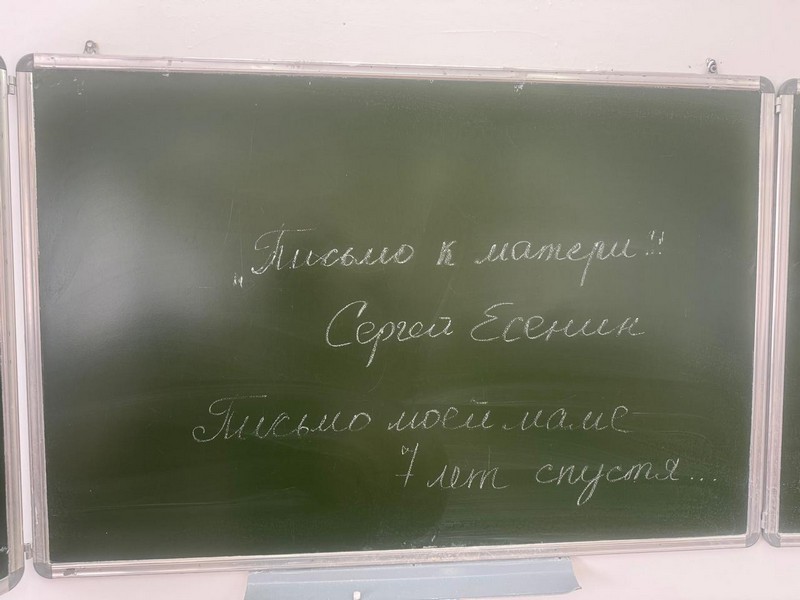 „Письмо к матери"
Сергей Есенин
Письмо моей маме
7 лет спустя...